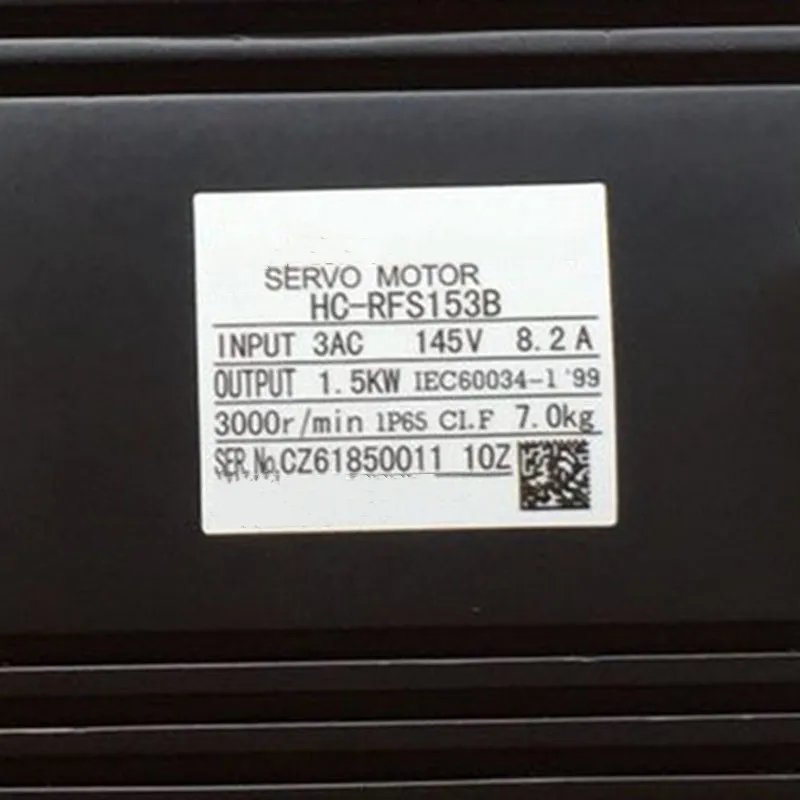 SERVO MOTOR
HC-RFS153B
INPUT 3AC 145V 8.2A
OUTPUT 1.5KW IEC60034-1 '99
3000r/min IP65 CI.F 7.0kg
SER.No.CZ61850011 10Z